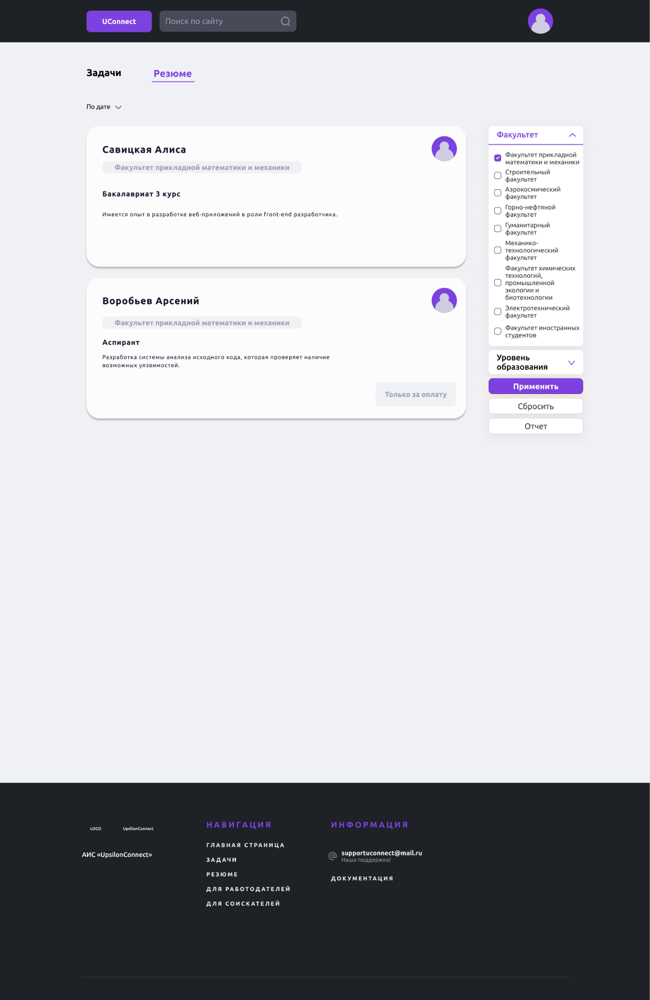 UConnect
Поиск по сайту
Задачи
Резюме
По дате
Савицкая Алиса
Факультет прикладной математики и механики
Бакалавриат 3 курс
Имеется опыт в разработке веб-приложений в роли front-end разработчика.
Воробьев Арсений
Факультет прикладной математики и механики
Аспирант
Разработка системы анализа исходного кода, которая проверяет наличие
возможных уязвимостей.
Только за оплату
Факультет
Факультет прикладной
математики и механики
Строительный
факультет
Аэрокосмический
факультет
Горно-нефтяной
факультет
Гуманитарный
факультет
Механико-
технологический
факультет
Факультет химических
технологий,
промышленной
экологии и
биотехнологии
Электротехнический
факультет
Факультет иностранных
студентов
Уровень
образования
Применить
Сбросить
Отчет
LOGO
UpdilonConnect
АИС «UpsilonConnect»
НАВИГАЦИЯ
ГЛАВНАЯ СТРАНИЦА
ЗАДАЧИ
РЕЗЮМЕ
ДЛЯ РАБОТОДАТЕЛЕЙ
ДЛЯ СОИСКАТЕЛЕЙ
ИНФОРМАЦИЯ
@ supportuconnect@mail.ru
Наша поддержка!
ДОКУМЕНТАЦИЯ